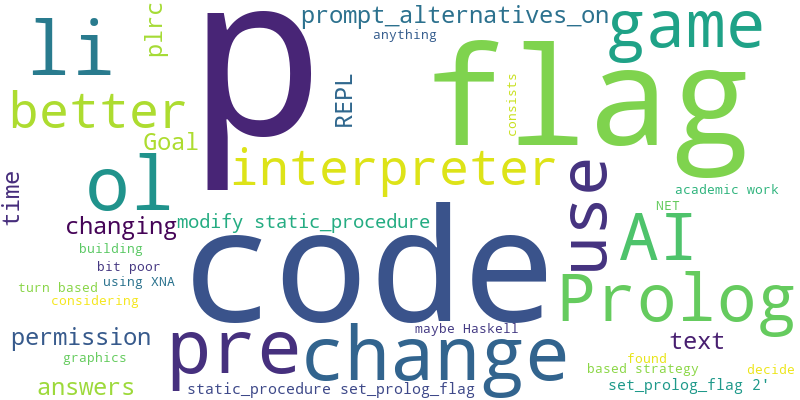 plrc
li
p
prompt_alternatives_on
anything
flag
game
better
REPL
consists
Goal
interpreter
time
ol
use
academic work
NET
changing
modify static_procedure
AI
building
code
bit poor
using XNA
turn based
considering
Prolog
permission
pre
change
maybe Haskell
text
graphics
found
based strategy
decide
answers
static_procedure set_prolog_flag
set_prolog_flag 2'